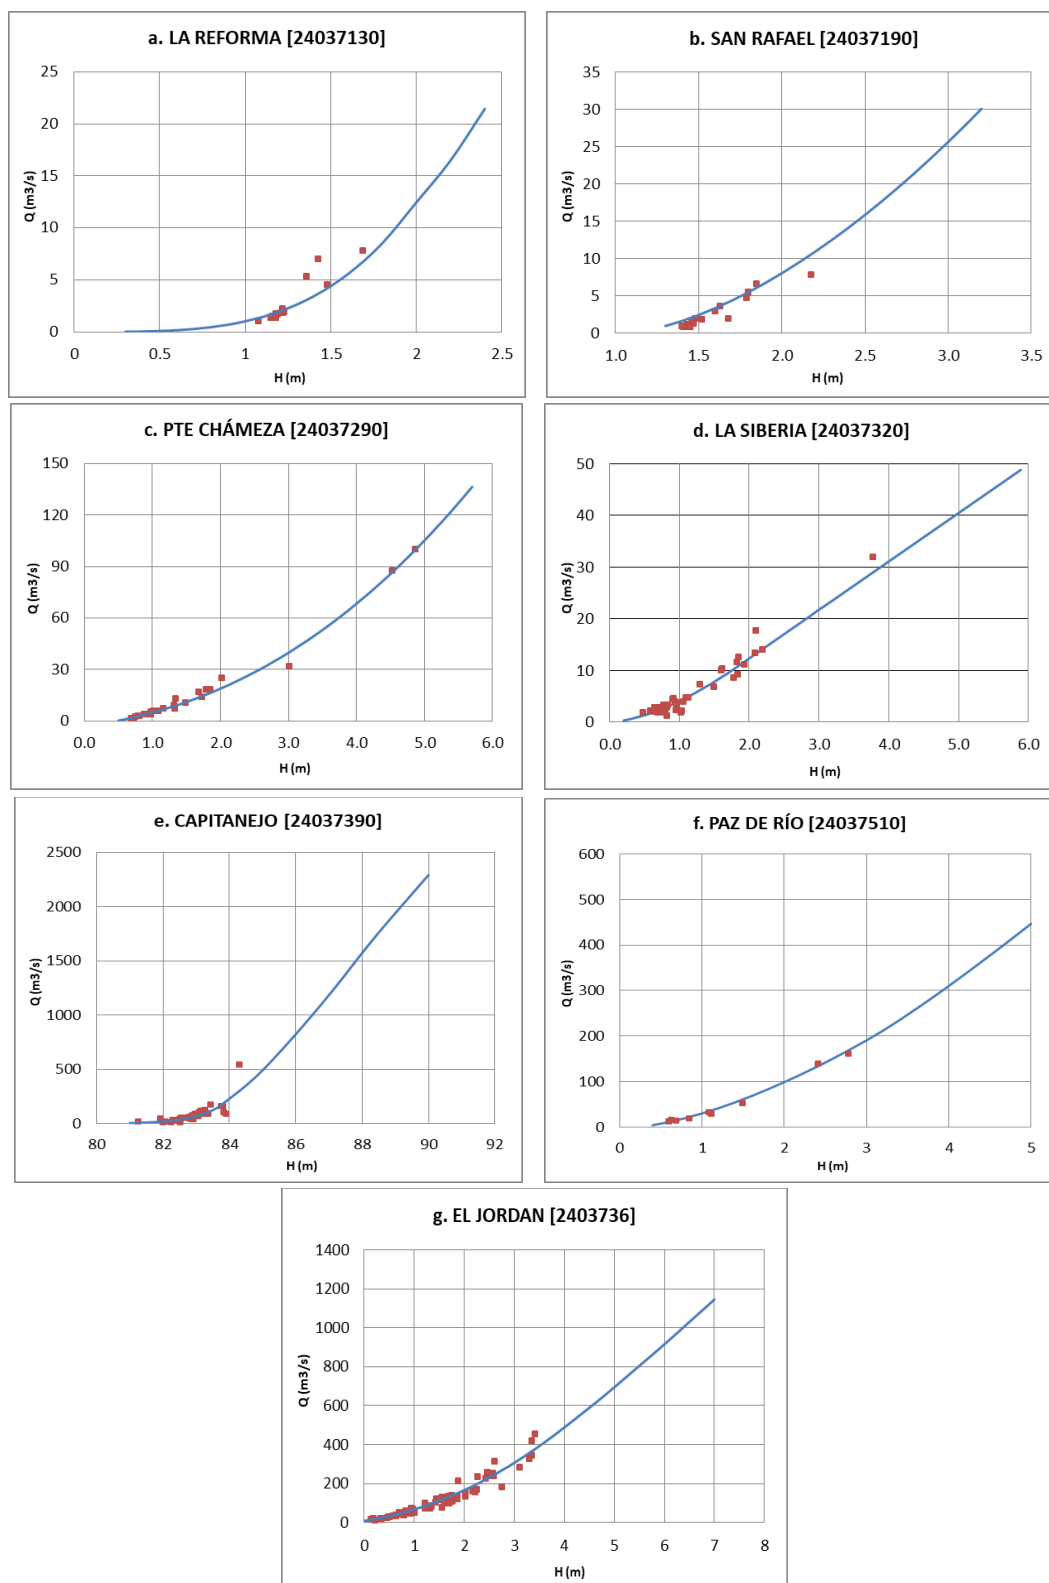 a. LA REFORMA [24037130]
25
20
15
10
5
0
Q (m3/s)
0 0.5 1 1.5 2 2.5
H (m)
b. SAN RAFAEL [24037190]
35
30
25
20
15
10
5
0
Q (m3/s)
1.0 1.5 2.0 2.5 3.0 3.5
H (m)
c. PTE CHÁMEZA [24037290]
150
120
90
60
30
0
Q (m3/s)
0.0 1.0 2.0 3.0 4.0 5.0 6.0
H (m)
d. LA SIBERIA [24037320]
50
40
30
20
10
0
Q (m3/s)
0.0 1.0 2.0 3.0 4.0 5.0 6.0
H (m)
e. CAPITANEJO [24037390]
2500
2000
1500
1000
500
0
Q (m3/s)
80 82 84 86 88 90 92
H (m)
f. PAZ DE RÍO [24037510]
600
500
400
300
200
100
0
Q (m3/s)
0 1 2 3 4 5
H (m)
g. EL JORDAN [2403736]
1400
1200
1000
800
600
400
200
0
Q (m3/s)
0 1 2 3 4 5 6 7 8
H (m)